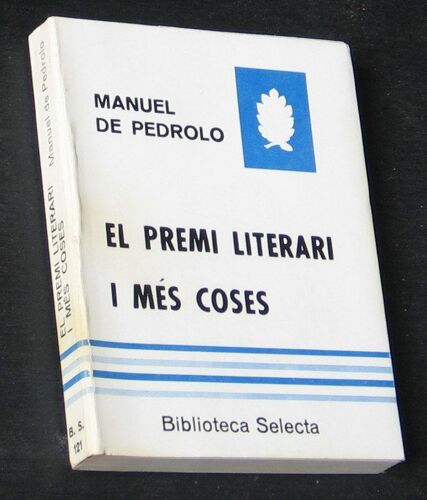 MANUEL
DE PEDROLO
EL PREMI LITERARI
I MÉS COSES
Biblioteca Selecta
Manuel de Pedrolo
EL PREMI LITERARI
I MÉS COSES
B. S.
121